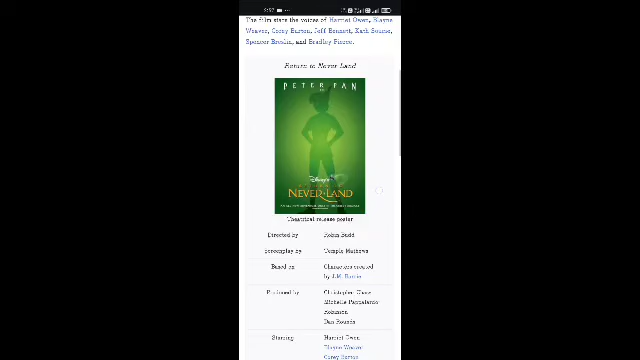 The film stars the voices of Harriet Owen, Blayne
Weaver, Corey Burton, Jeff Bennett, Kath Soucie,
Spencer Breslin, and Bradley Pierce.
Return to Never Land
PETER PAN
Disney's
NEVER LAND
Theatrical release poster
Directed by Robin Budd
Screenplay by Temple Mathews
Based on Characters created
by J.M. Barrie
Produced by Christopher Chase
Michelle Pappalardo-
Robinson
Dan Rounds
Starring Harriet Owen
Blayne Weaver
Corey Burton